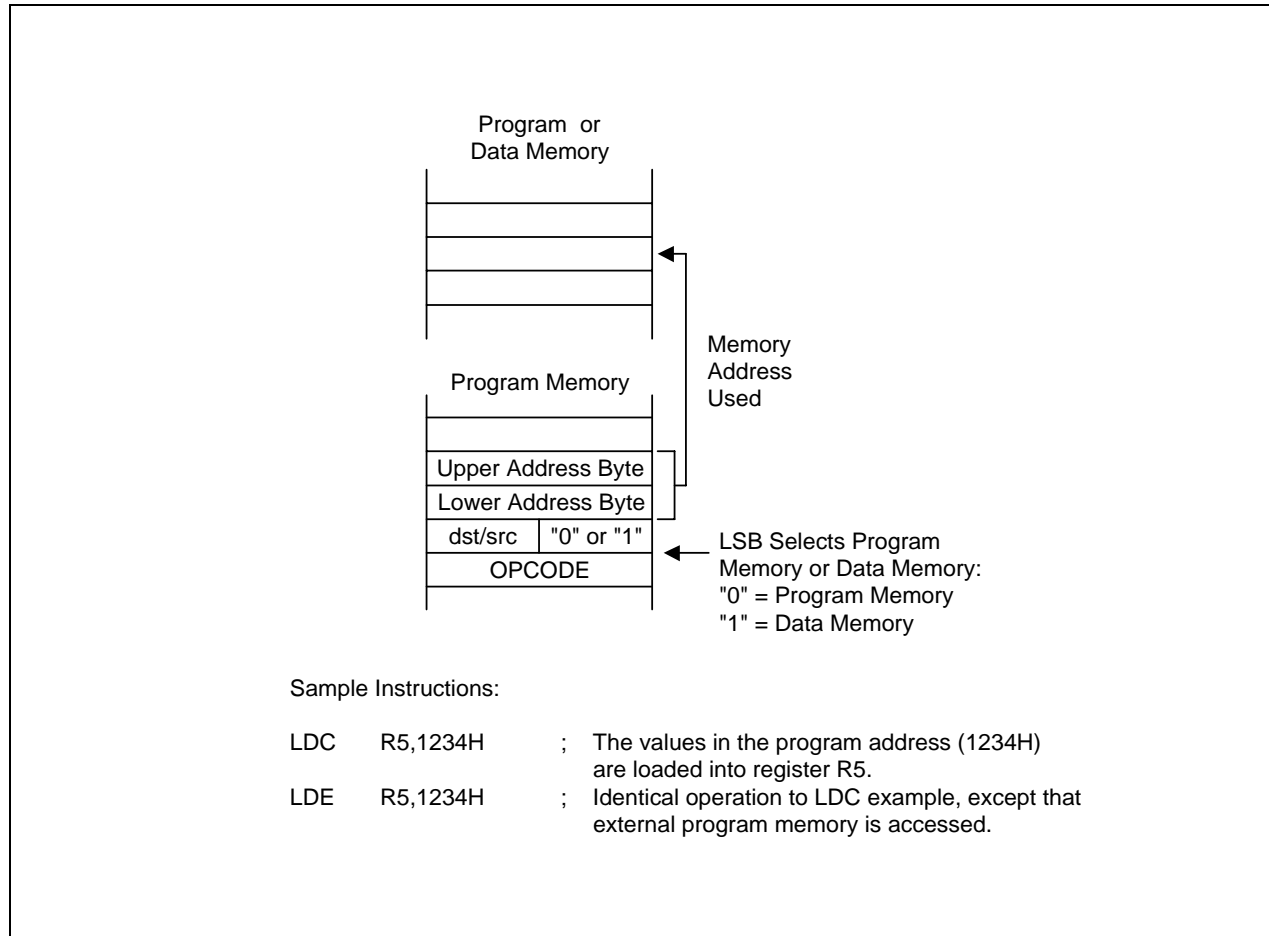 Program or
Data Memory
Memory
Address
Used
Program Memory
Upper Address Byte
Lower Address Byte
dst/src "0" or "1"
OPCODE
LSB Selects Program
Memory or Data Memory:
"0" = Program Memory
"1" = Data Memory
Sample Instructions:
LDC R5,1234H ; The values in the program address (1234H)
are loaded into register R5.
LDE R5,1234H ; Identical operation to LDC example, except that
external program memory is accessed.